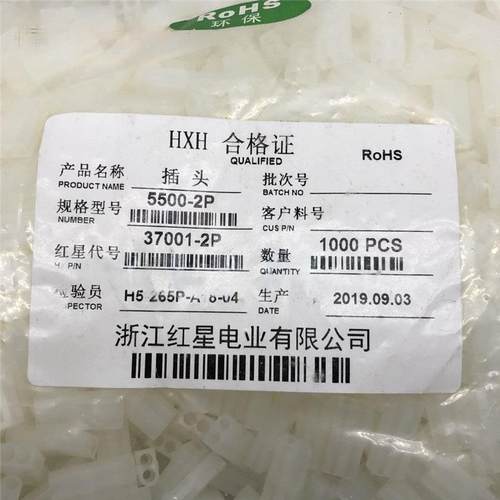 RoHS
环保
HXH 合格证
QUALIFIED
RoHS
产品名称 插头
PRODUCT NAME
批次号
BATCH NO
规格型号 5500-2P
NUMBER
客户料号
CUS P/N
红星代号 37001-2P
P/N
数量 1000 PCS
QUANTITY
验员
SPECTOR
生产 2019.09.03
DATE
浙江红星电业有限公司